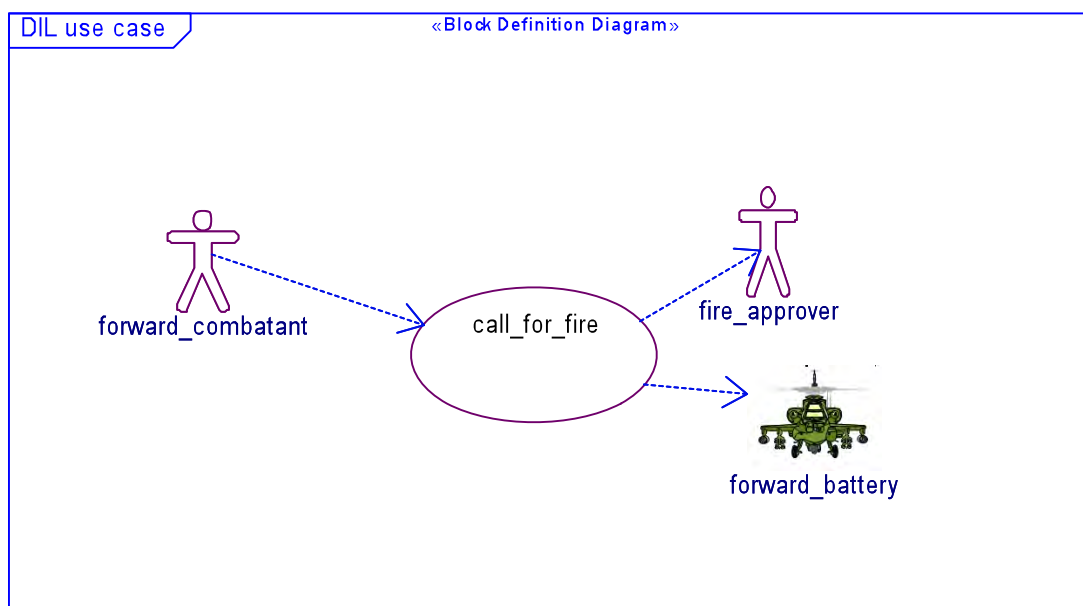 DIL use case
«Block Definition Diagram»
forward_combatant
call_for_fire
fire_approver
forward_battery